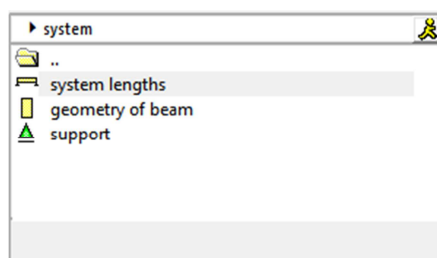 system
..
system lengths
geometry of beam
support